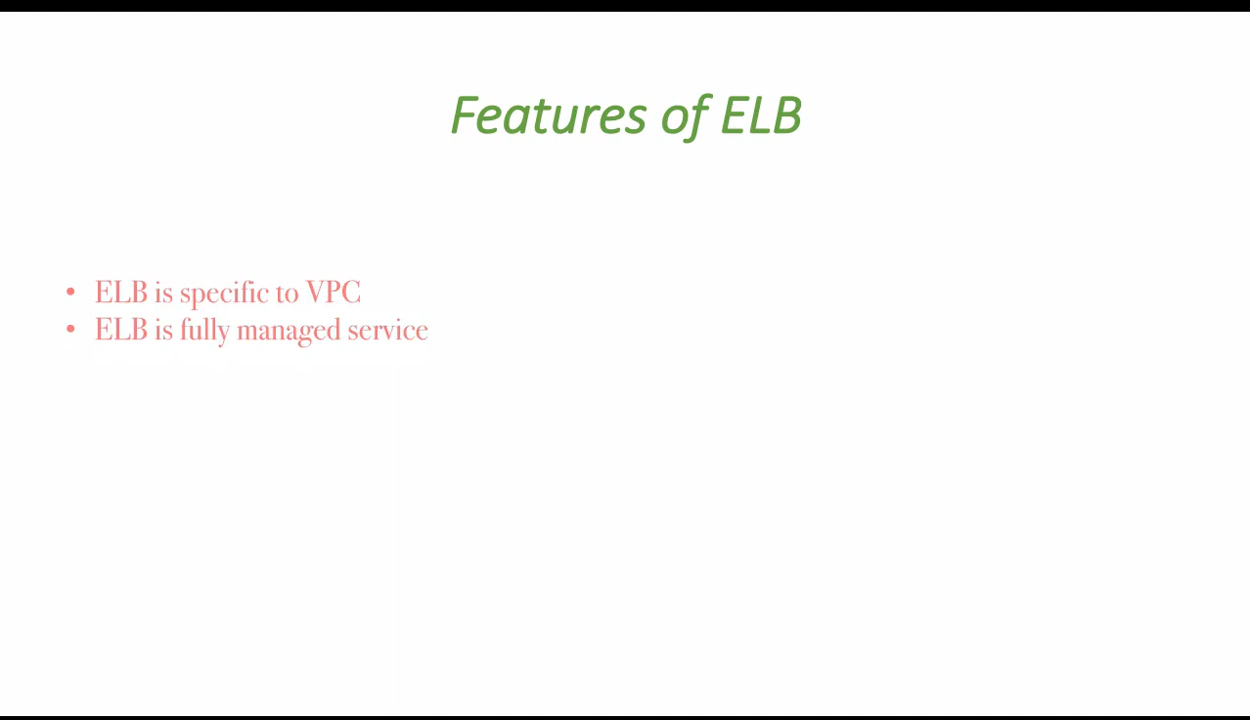 Features of ELB
• ELB is specific to VPC
• ELB is fully managed service